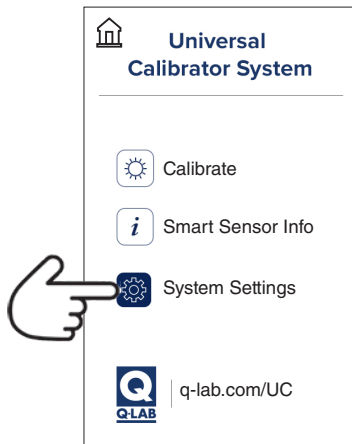 Universal
Calibrator System
Calibrate
i
Smart Sensor Info
System Settings
Q
Q-LAB
q-lab.com/UC